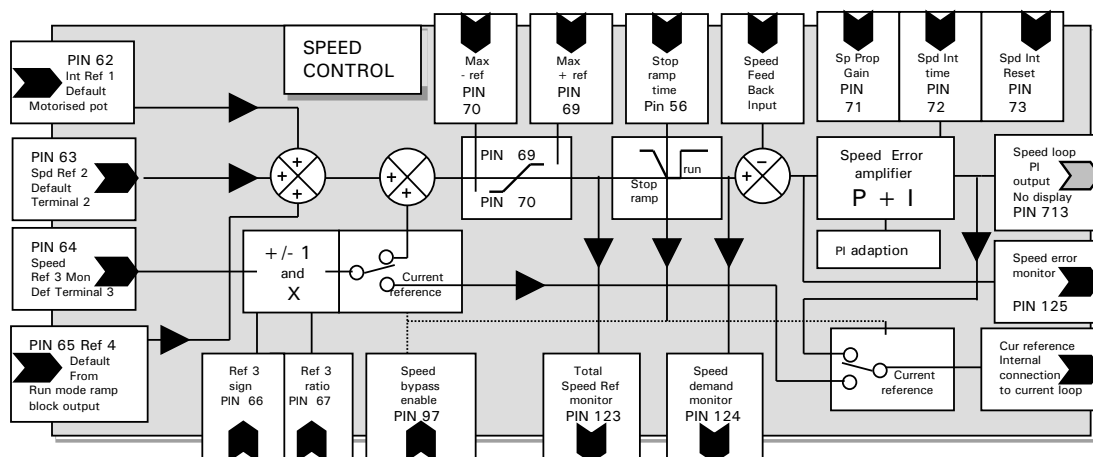 SPEED
CONTROL
PIN 62
Int Ref 1
Default
Motorised pot
PIN 63
Spd Ref 2
Default
Terminal 2
PIN 64
Speed
Ref 3 Mon
Def Terminal 3
PIN 65 Ref 4
Default
From
Run mode ramp
block output
Max
- ref
PIN
70
Max
+ ref
PIN
69
Stop
ramp
time
Pin 56
Speed
Feed
Back
Input
Sp Prop
Gain
PIN
71
Spd Int
time
PIN
72
Spd Int
Reset
PIN
73
+ +
+
+ +
+
PIN 69
PIN 70
run
Stop
ramp
-
+ +
Speed Error
amplifier
P + I
PI adaption
Speed loop
PI
output
No display
PIN 713
+/- 1
and
X
Current
reference
Speed error
monitor
PIN 125
Current
reference
Cur reference
Internal
connection
to current loop
Ref 3
sign
PIN 66
Ref 3
ratio
PIN 67
Speed
bypass
enable
PIN 97
Total
Speed Ref
monitor
PIN 123
Speed
demand
monitor
PIN 124